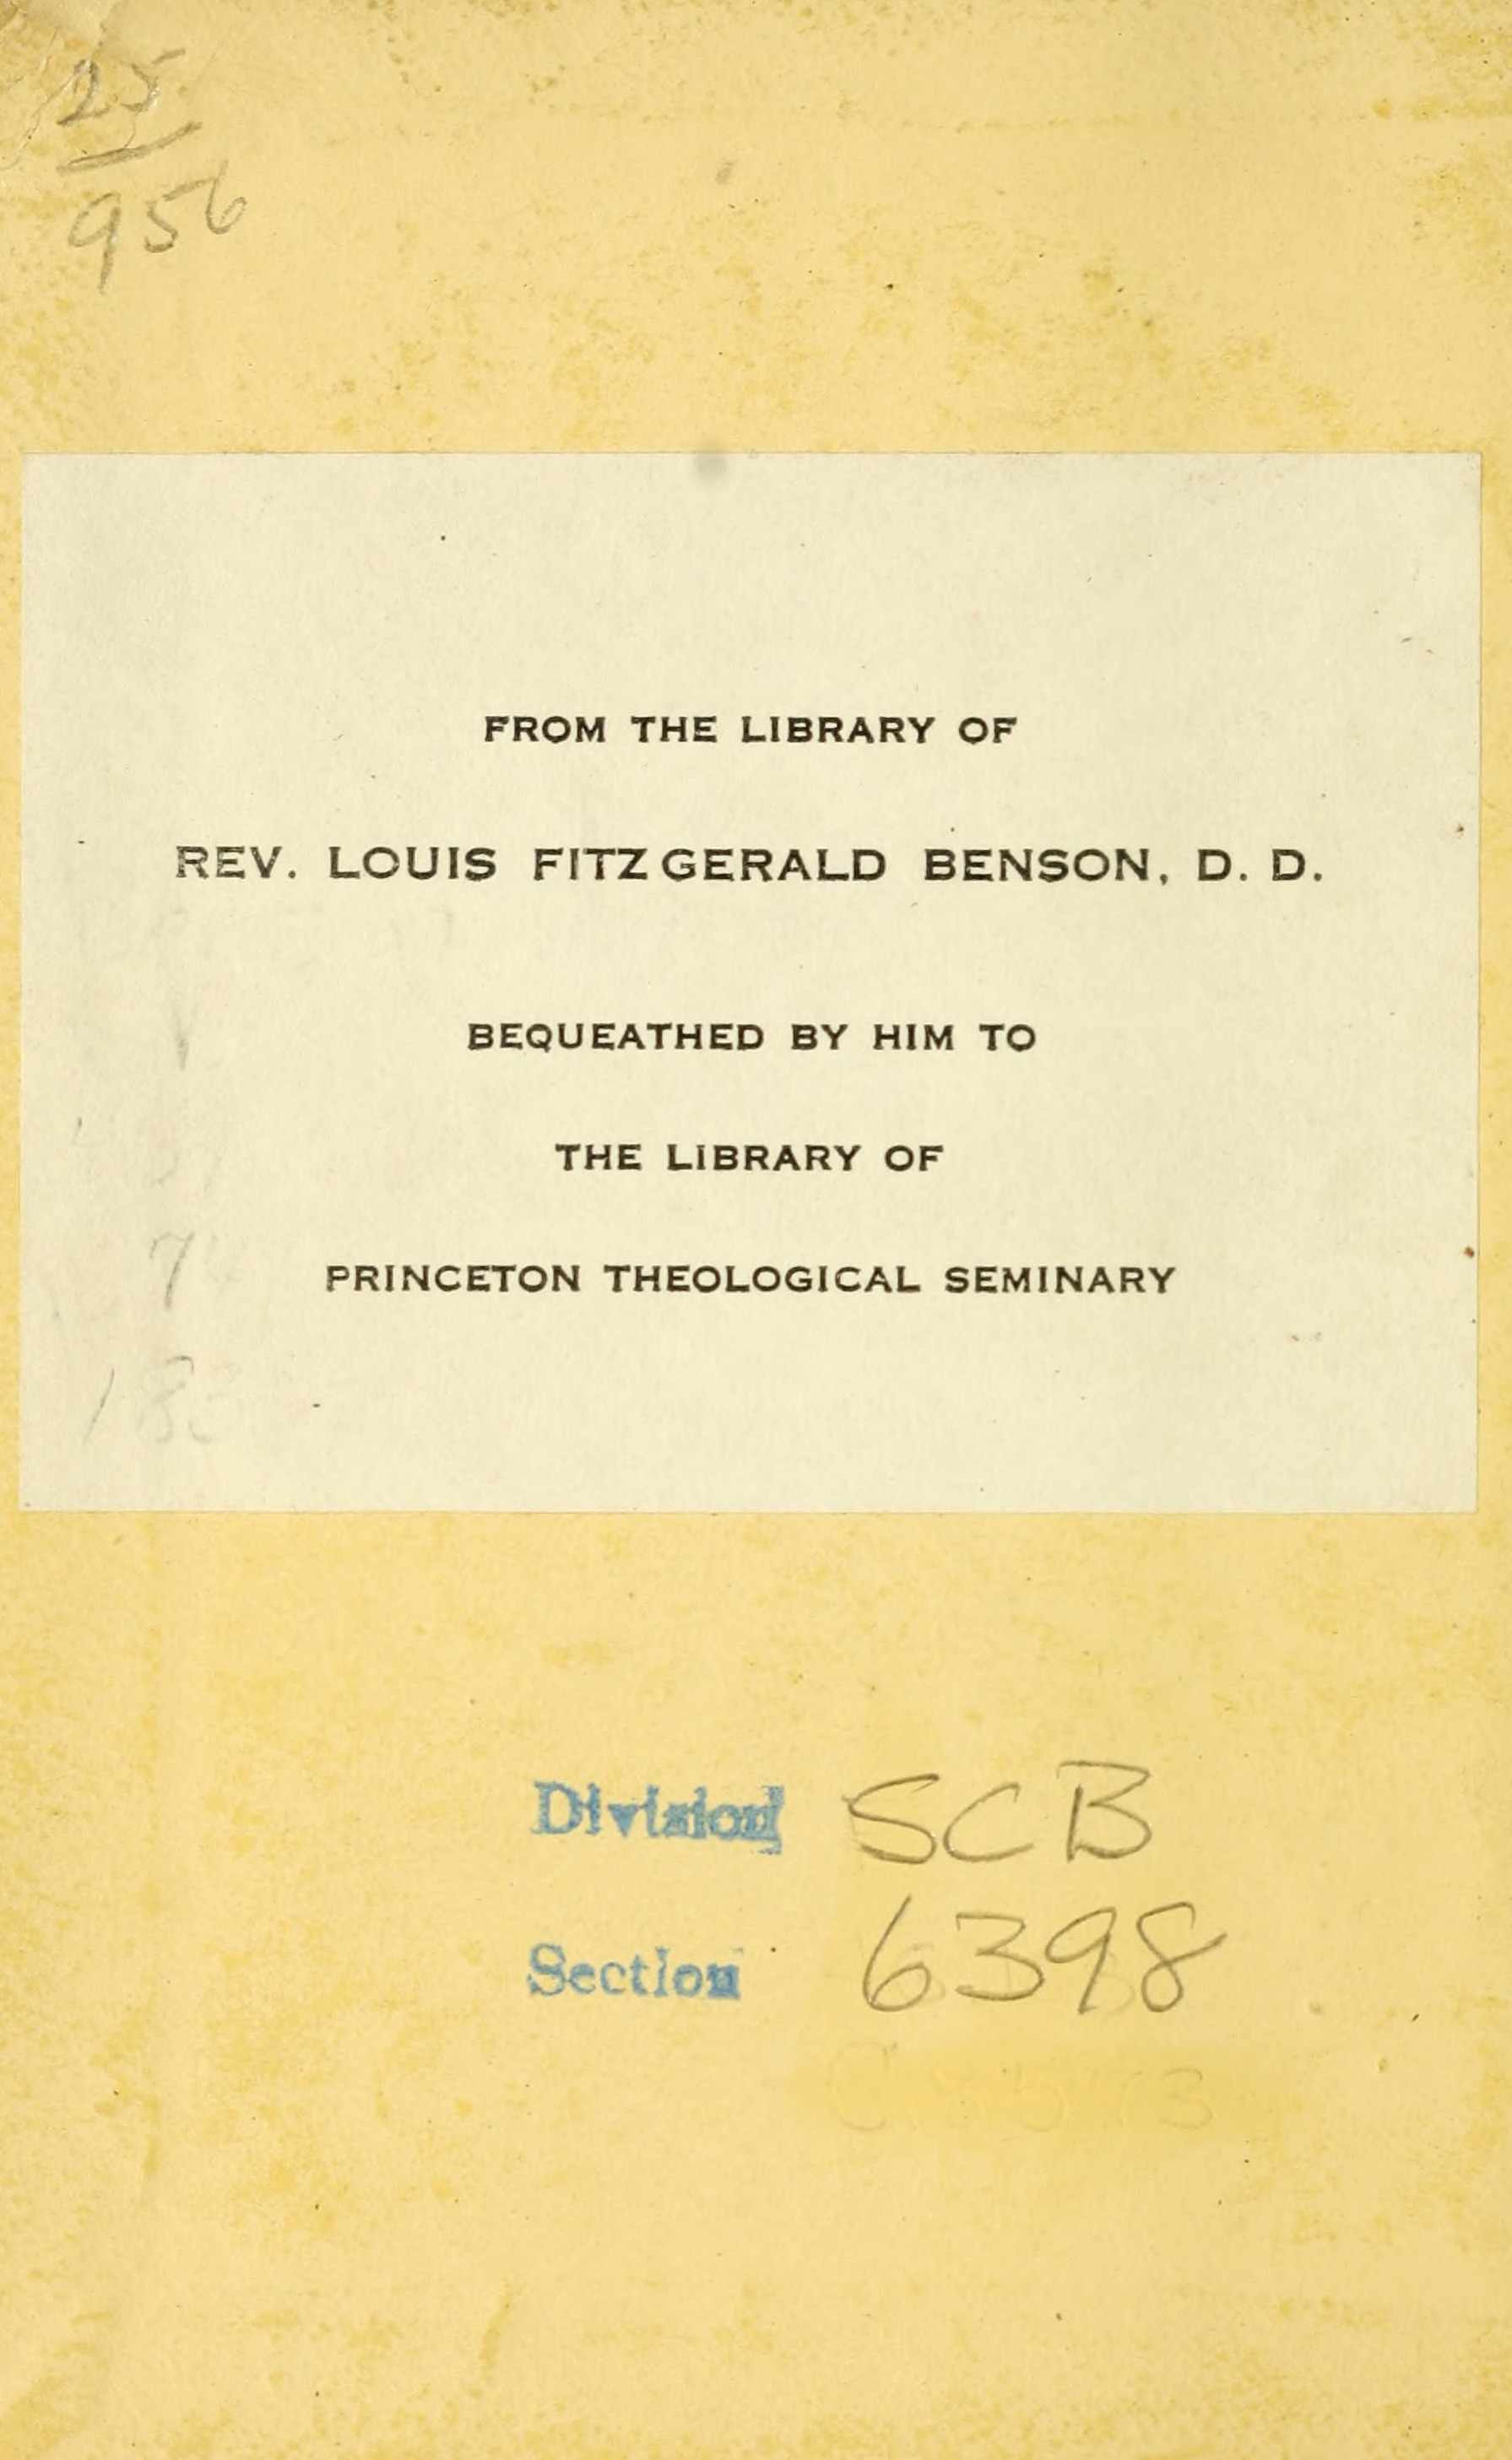 25
956
FROM THE LIBRARY OF
REV. LOUIS FITZGERALD BENSON, D. D.
BEQUEATHED BY HIM TO
THE LIBRARY OF
7
PRINCETON THEOLOGICAL SEMINARY
Division SCB
Section 6398